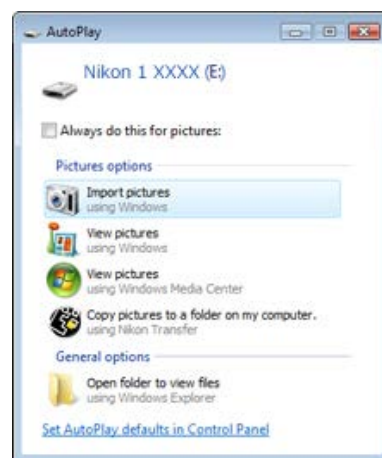 AutoPlay
Nikon 1 XXXX (E:)
Always do this for pictures:
Pictures options
Import pictures
using Windows
View pictures
using Windows
View pictures
using Windows Media Center
Copy pictures to a folder on my computer.
using Nikon Transfer
General options
Open folder to view files
using Windows Explorer
Set AutoPlay defaults in Control Panel